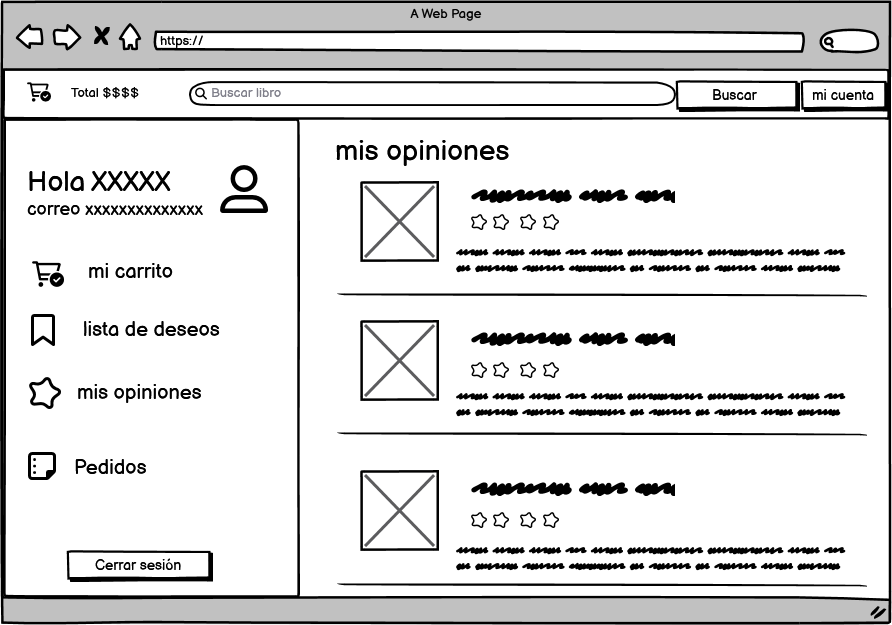 A Web Page
https://
Total $$$$
Buscar libro
Buscar
mi cuenta
Hola XXXXX
correo xxxxxxxxxxxxxx
mi carrito
lista de deseos
mis opiniones
Pedidos
Cerrar sesión
mis opiniones